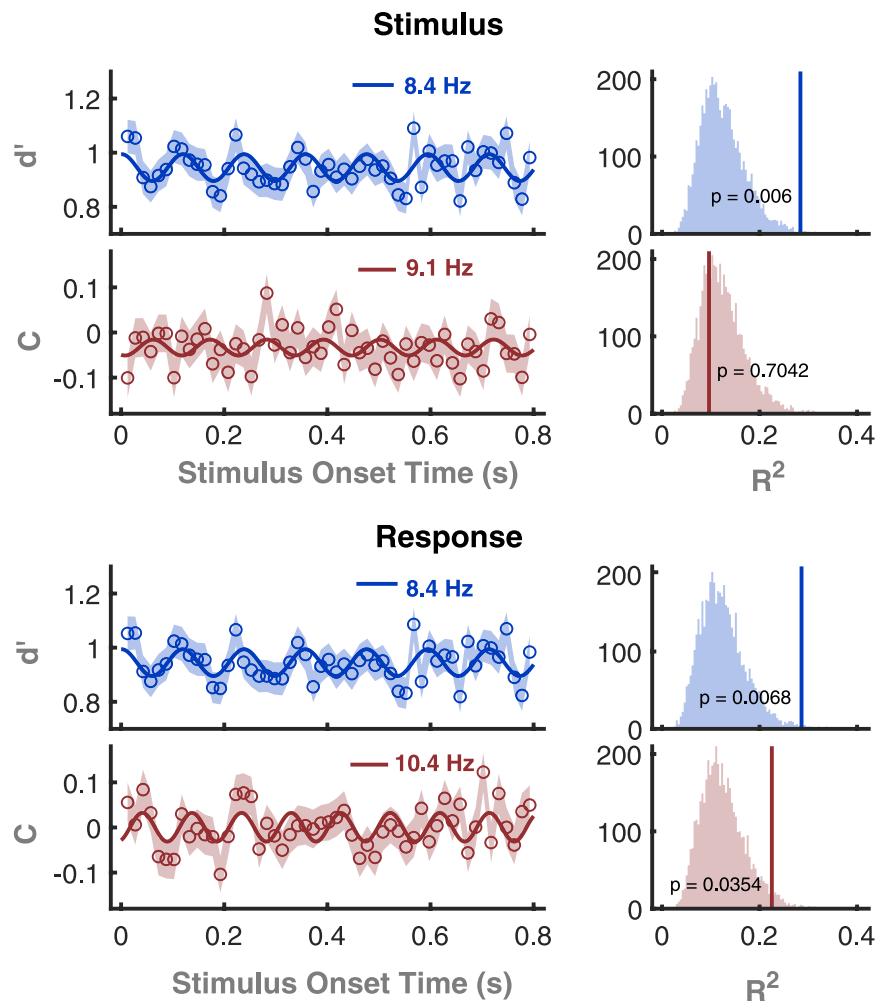 Stimulus
1.2
1
0.8
d'
8.4 Hz
200
100
0
p = 0.006
0.1
0
-0.1
C
9.1 Hz
200
100
0
p = 0.7042
0 0.2 0.4 0.6 0.8
0 0.2 0.4
Stimulus Onset Time (s)
R²
Response
1.2
1
0.8
d'
8.4 Hz
200
100
0
p = 0.0068
0.1
0
-0.1
C
10.4 Hz
200
100
0
p = 0.0354
0 0.2 0.4 0.6 0.8
0 0.2 0.4
Stimulus Onset Time (s)
R²